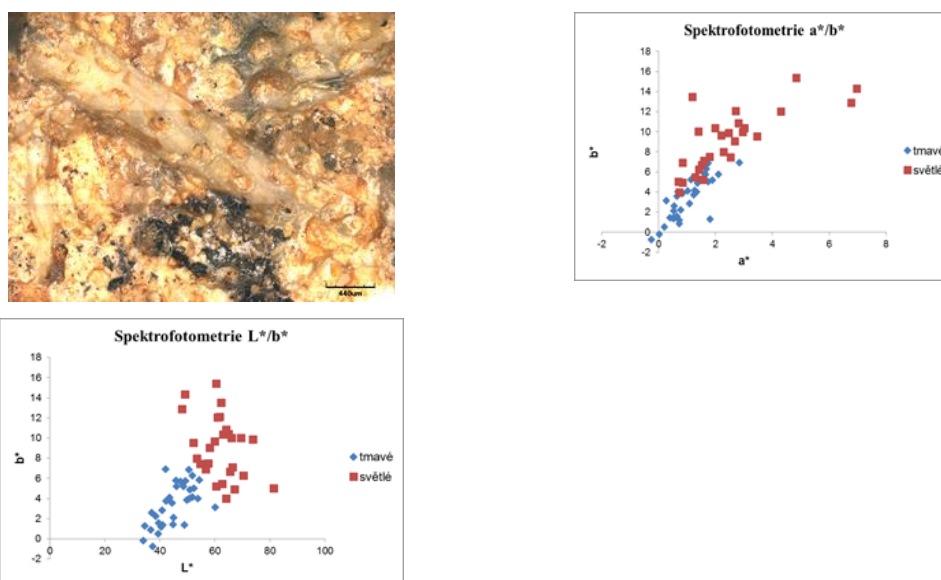 440um
Spektrofotometrie a*/b*
18
16
14
12
10
8
6
4
2
0
-2
-2 0 2 4 6 8
b*
a*
tmavé
světlé
Spektrofotometrie L*/b*
18
16
14
12
10
8
6
4
2
0
-2
0 20 40 60 80 100
b*
L*
tmavé
světlé